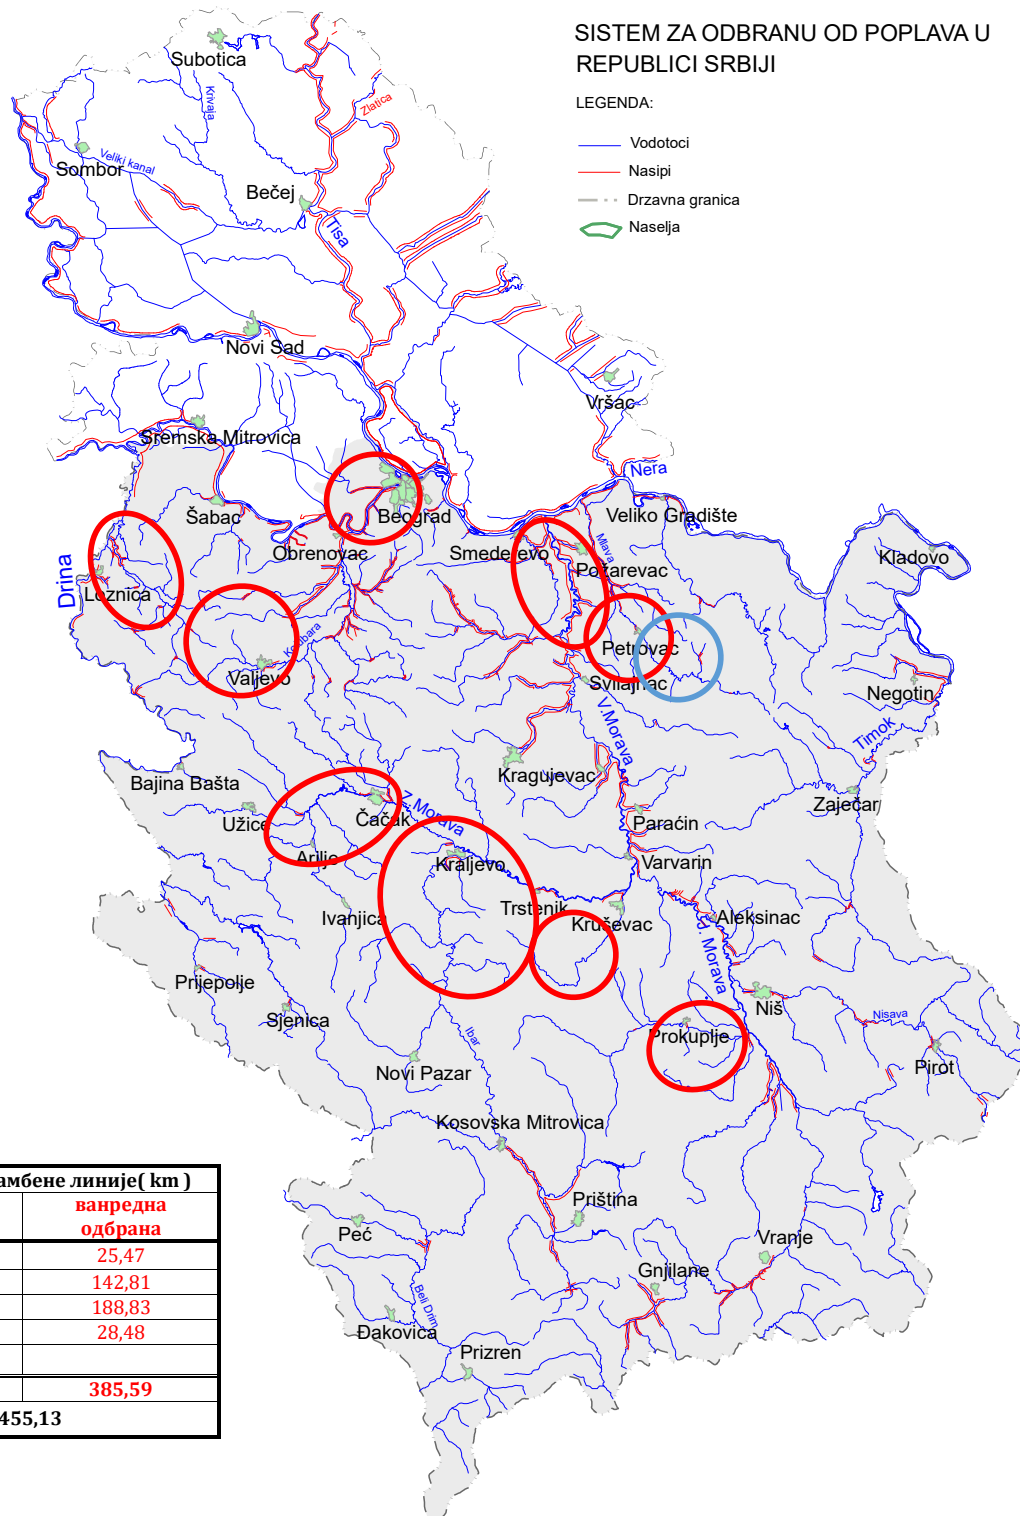 SISTEM ZA ODBRANU OD POPLAVA U
REPUBLICI SRBIJI
LEGENDA:
Vodotoci
Nasipi
Drzavna granica
Naselja
Subotica
Krivaja
Zlatica
Sombor
Veliki kanal
Bečej
Tisa
Novi Sad
Vršac
Sremska Mitrovica
Nera
Šabac
Beograd
Veliko Gradište
Obrenovac
Smederevo
Mlava
Požarevac
Kladovo
Drina
Loznica
Kolubara
Petrovac
Valjevo
Svilajnac
Negotin
V.Morava
Timok
Kragujevac
Bajina Bašta
Zaječar
Užice
Čačak
Z.Morava
Paraćin
Arilje
Kraljevo
Varvarin
Ivanjica
Trstenik
Kruševac
Aleksinac
J. Morava
Prijepolje
Niš
Nisava
Sjenica
Ibar
Prokuplje
Novi Pazar
Pirot
Kosovska Mitrovica
Priština
Peć
Vranje
Gnjilane
Beli Drim
Đakovica
Prizren
амбене линије( km )
ванредна
одбрана
25,47
142,81
188,83
28,48
385,59
455,13